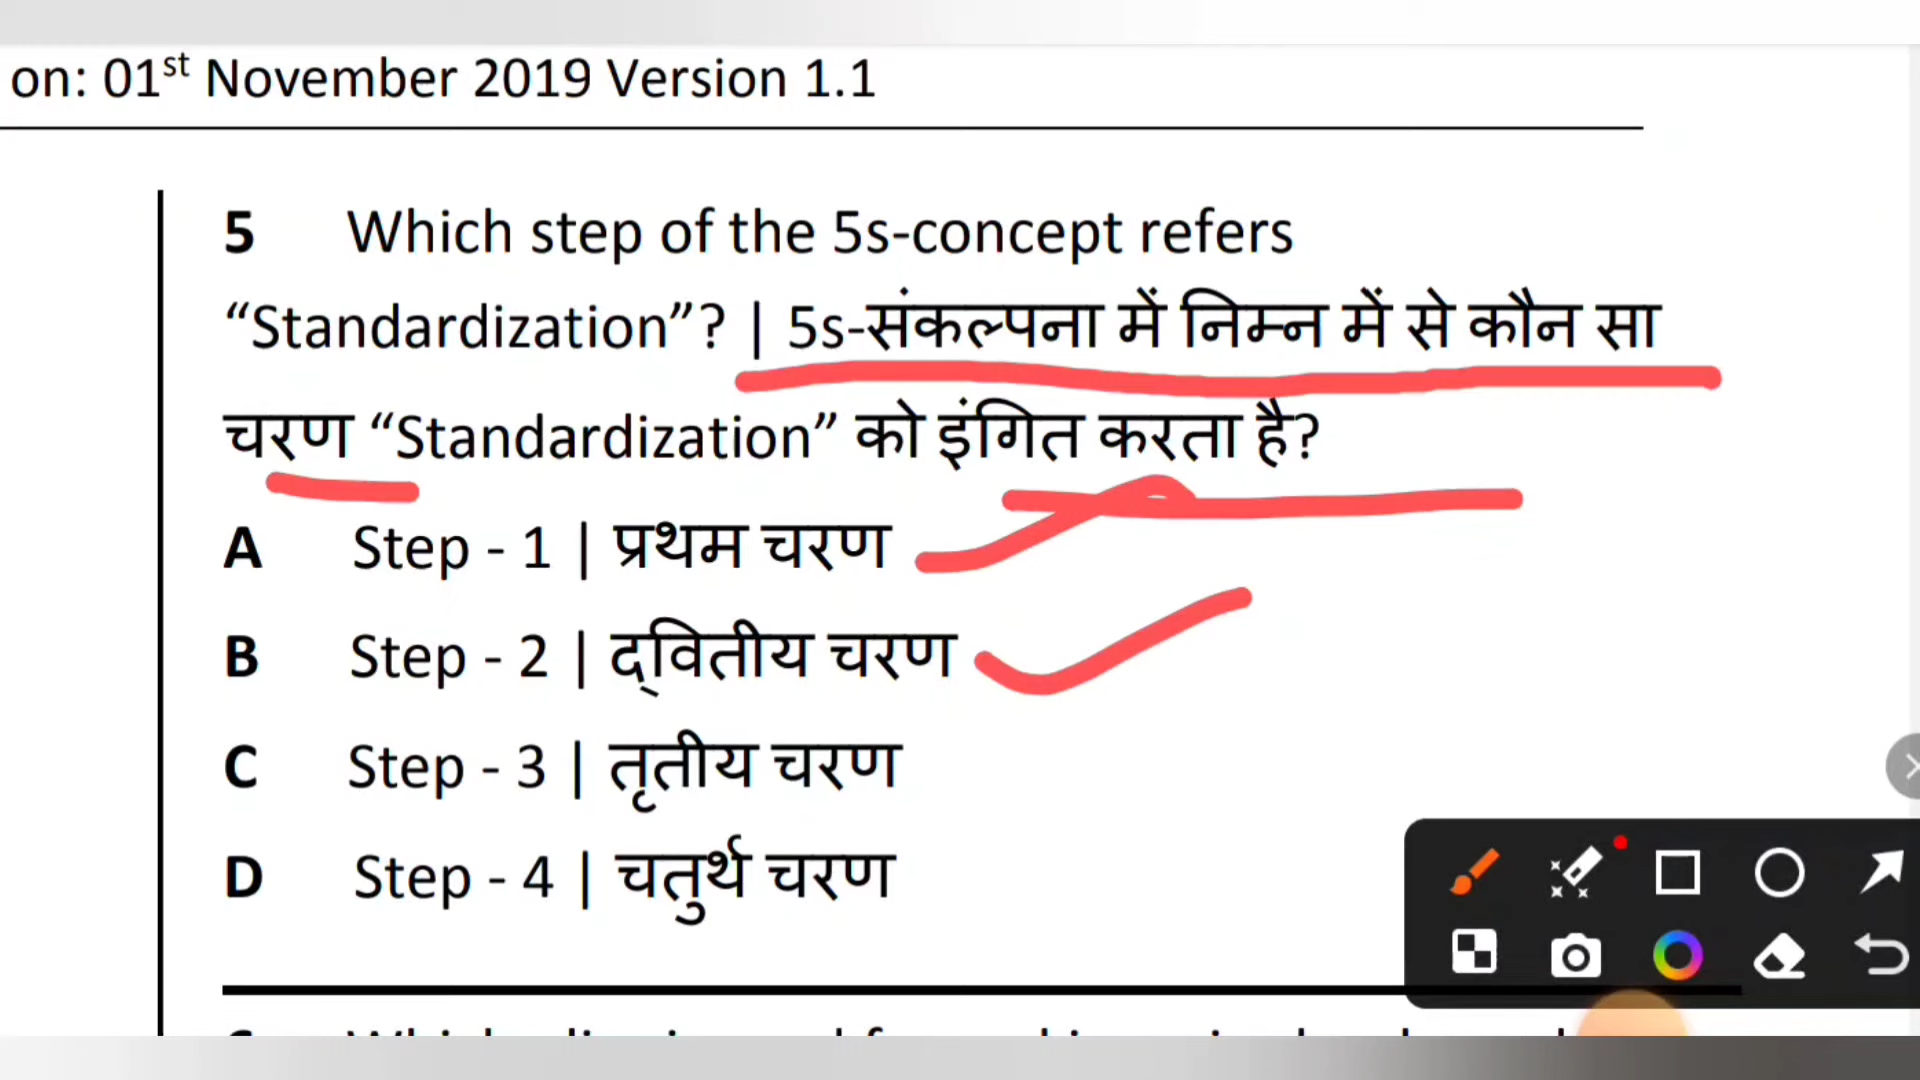 on: 01st November 2019 Version 1.1
5 Which step of the 5s-concept refers
“Standardization”? | 5s-संकल्पना में निम्न में से कौन सा
चरण “Standardization” को इंगित करता है?
A Step - 1 | प्रथम चरण
B Step - 2 | द्वितीय चरण
C Step - 3 | तृतीय चरण
D Step - 4 | चतुर्थ चरण